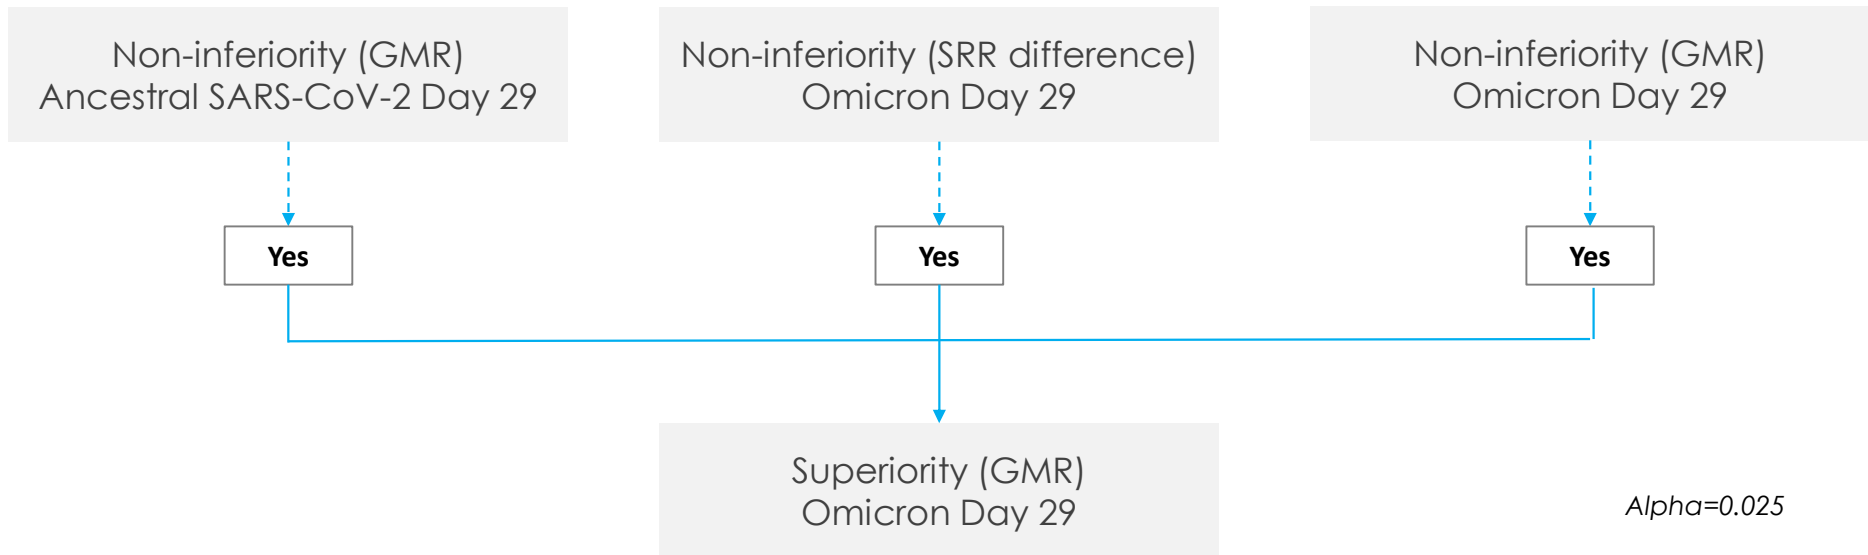 Non-inferiority (GMR)
Ancestral SARS-CoV-2 Day 29
Non-inferiority (SRR difference)
Omicron Day 29
Non-inferiority (GMR)
Omicron Day 29
Yes
Yes
Yes
Superiority (GMR)
Omicron Day 29
Alpha=0.025